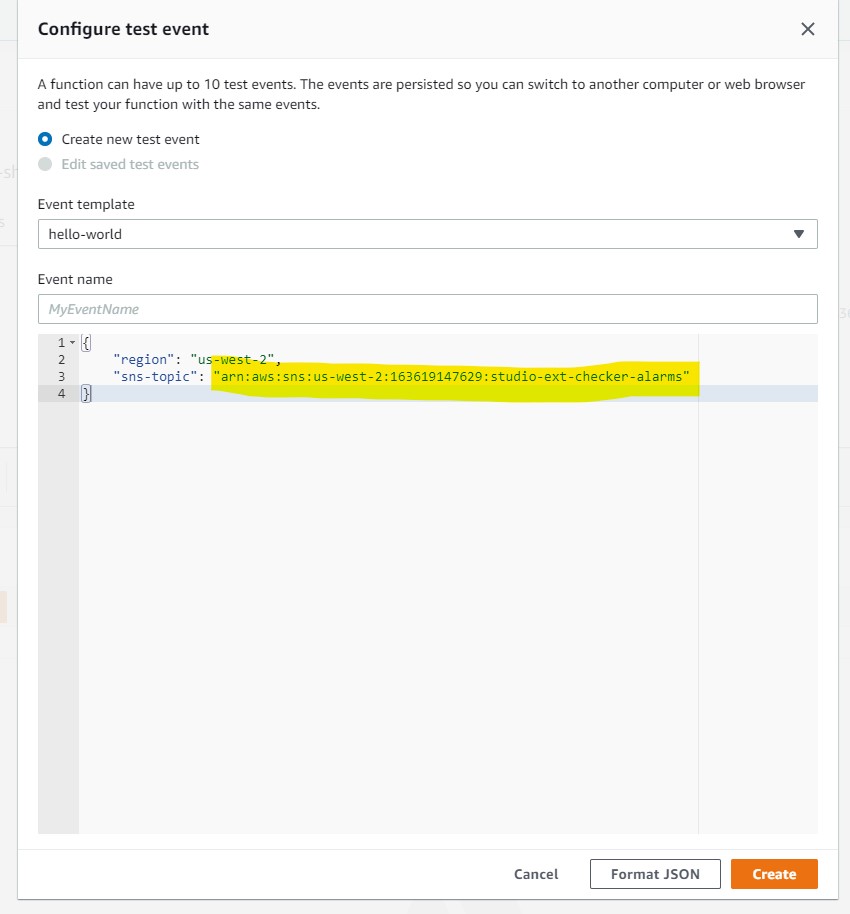 Configure test event
A function can have up to 10 test events. The events are persisted so you can switch to another computer or web browser
and test your function with the same events.
Create new test event
Edit saved test events
Event template
hello-world
Event name
MyEventName
1 {
2 "region": "us-west-2",
3 "sns-topic": "arn:aws:sns:us-west-2:163619147629:studio-ext-checker-alarms"
4 }
Cancel
Format JSON
Create